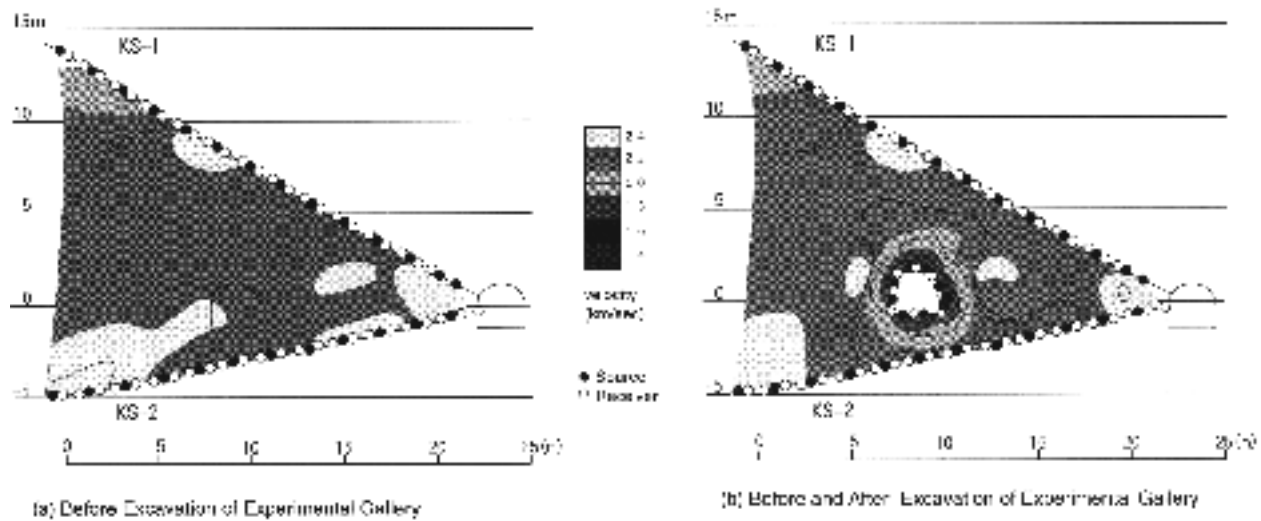 15m
KS-1
10
5
0
KS-2
0 5 10 15 20
(a) Before Excavation of Experimental Gallery
velocity
(km/sec)
Source
Receiver
KS-1
10
5
0
5
KS-2
0 5 10 15 20 25(m)
(b) Before and After Excavation of Experimental Gallery